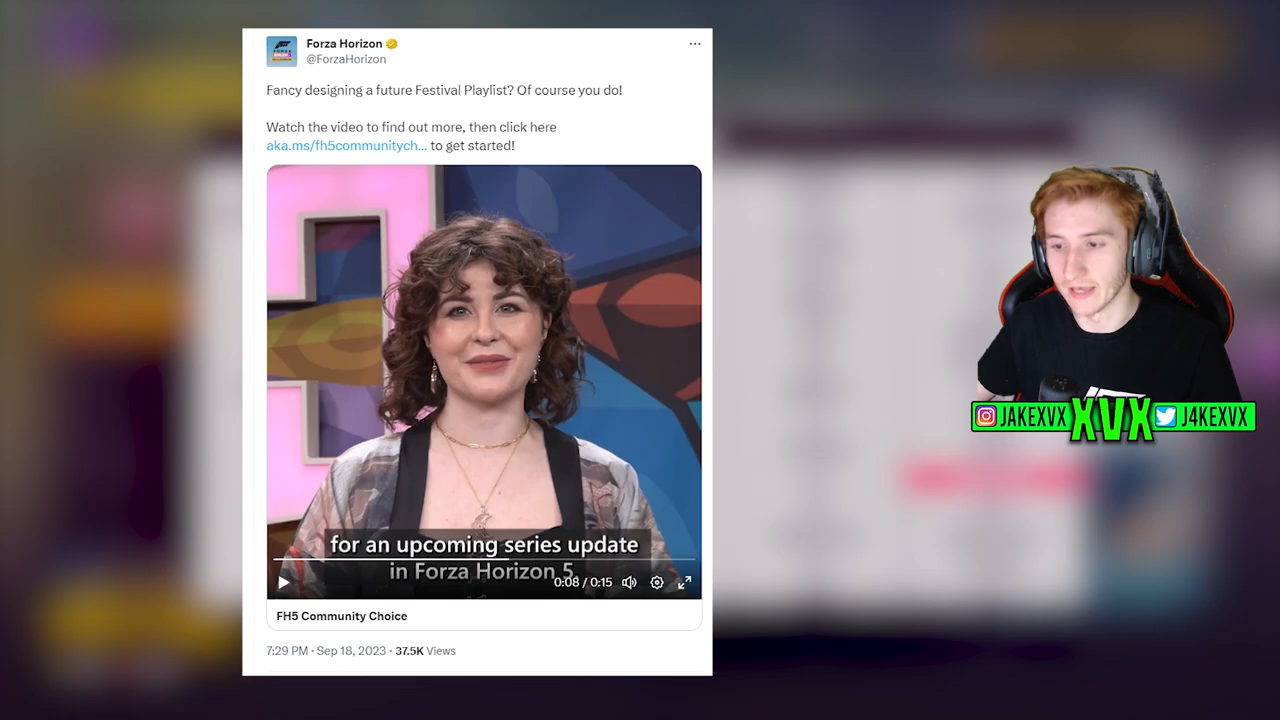 Forza Horizon
@ForzaHorizon
Fancy designing a future Festival Playlist? Of course you do!
Watch the video to find out more, then click here
aka.ms/fh5communitych... to get started!
for an upcoming series update
in Forza Horizon 5
0:08 / 0:15
FH5 Community Choice
7:29 PM · Sep 18, 2023 · 37.5K Views
JAKEXVX XVX J4KEXVX